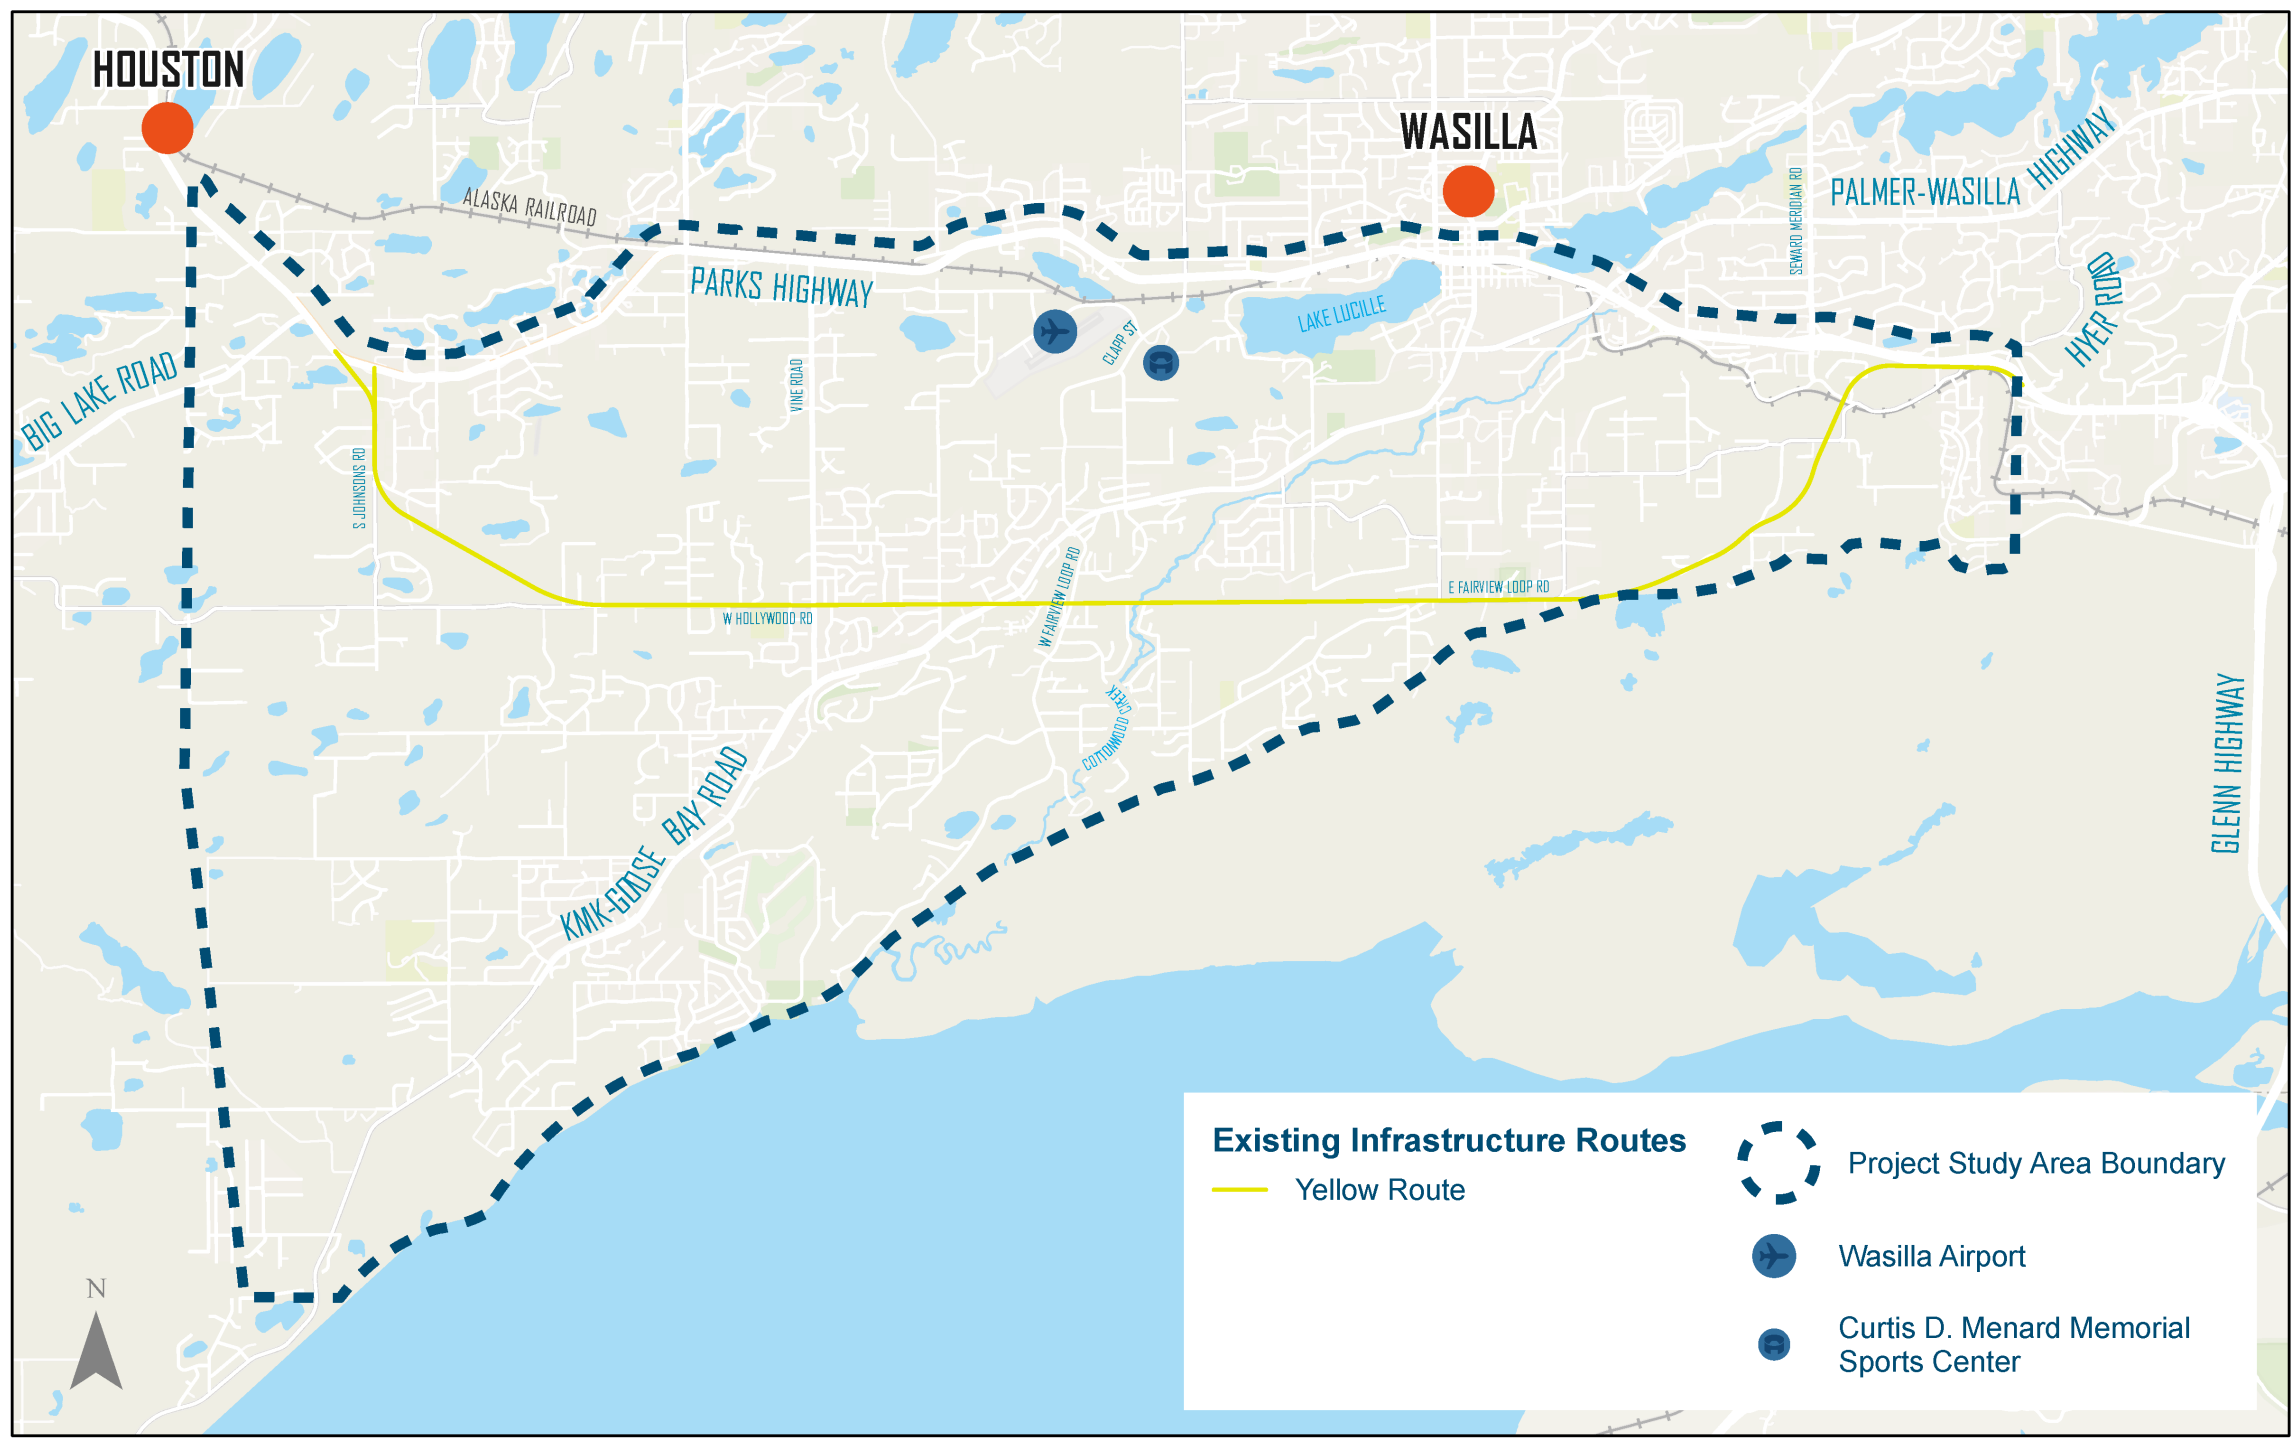 HOUSTON
WASILLA
PALMER-WASILLA
HIGHWAY
SEWARD MERIDIAN RD
ALASKA RAILROAD
PARKS HIGHWAY
HYER ROAD
LAKE LUCILLE
CLAPP ST
BIG LAKE ROAD
VINE ROAD
S JOHNSONS RD
W HOLLYWOOD RD
W FAIRVIEW LOOP RD
E FAIRVIEW LOOP RD
COTTONWOOD CREEK
KMK-GOOSE BAY ROAD
GLENN HIGHWAY
Existing Infrastructure Routes
Yellow Route
Project Study Area Boundary
Wasilla Airport
Curtis D. Menard Memorial
Sports Center
N